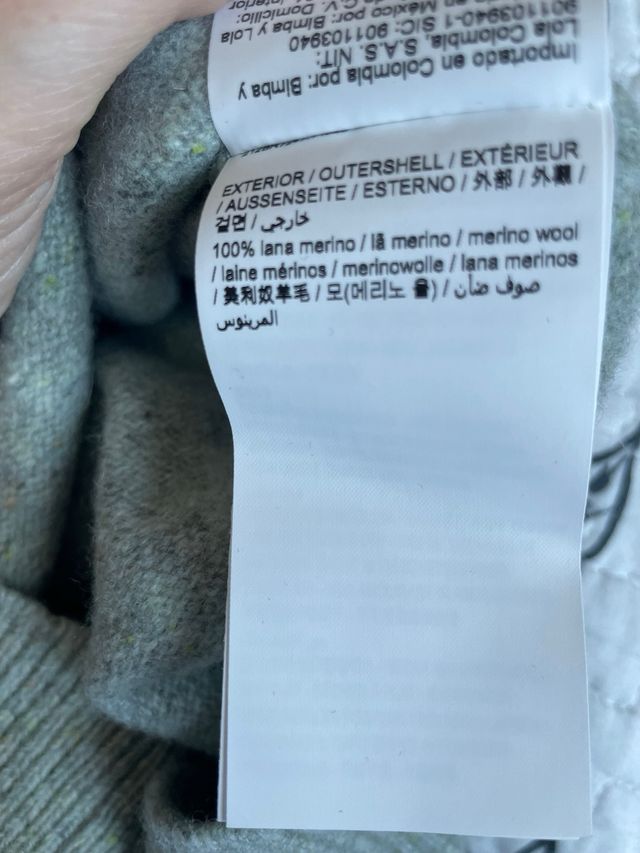 Importado en Colombia por: Bimba y
Lola Colombia, S.A.S. NIT:
901103940-1 SIC: 901103940
en México por: Bimba y Lola
C.V. Domicilio:
EXTERIOR / OUTERSHELL / EXTÉRIEUR
/ AUSSENSEITE / ESTERNO / 外部 / 外觀 /
겉면 / خارجي /
100% lana merino / lã merino / merino wool
/ laine mérinos / merinowolle / lana merinos
/ 美利奴羊毛 / 모(메리노 울) / صوف ضأن
المرينوس